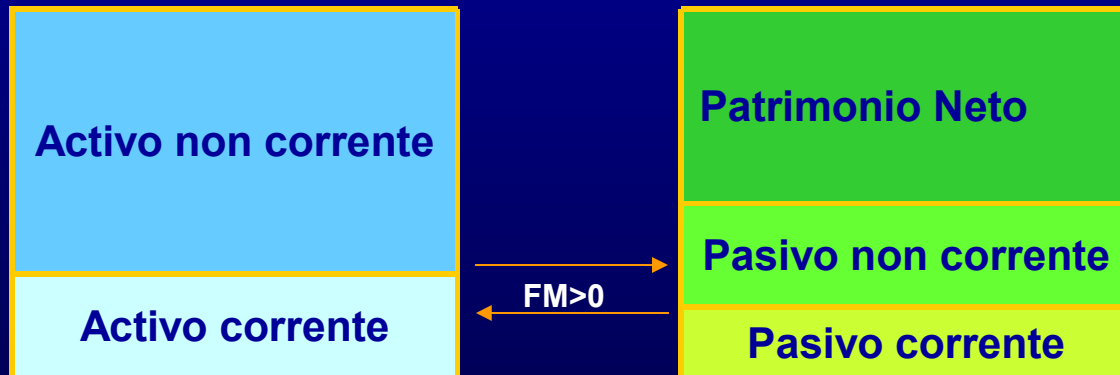 Activo non corrente
Activo corrente
FM>0
Patrimonio Neto
Pasivo non corrente
Pasivo corrente